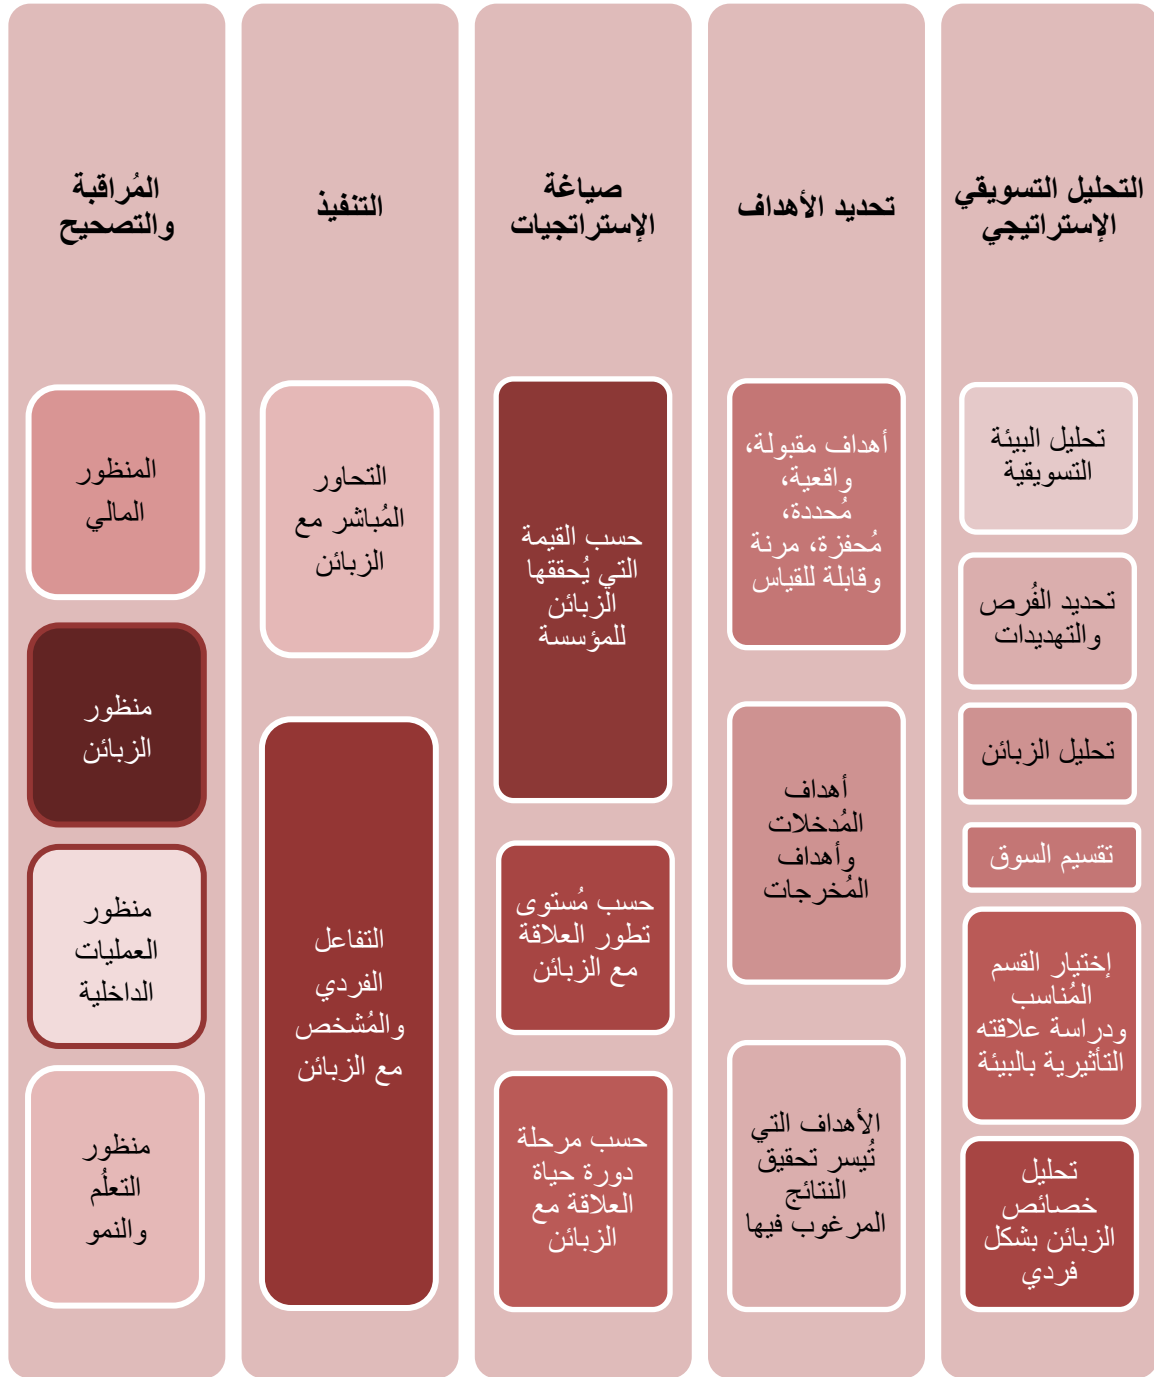 التحليل التسويقي
الإستراتيجي
تحليل البيئة
التسويقية
تحديد الفُرص
والتهديدات
تحليل الزبائن
تقسيم السوق
إختيار القسم
المُناسب
ودراسة علاقته
التأثيرية بالبيئة
تحليل
خصائص
الزبائن بشكل
فردي
تحديد الأهداف
أهداف مقبولة،
واقعية،
مُحددة،
مُحفزة، مرنة
وقابلة للقياس
أهداف
المُدخلات
وأهداف
المُخرجات
الأهداف التي
تُيسر تحقيق
النتائج
المرغوب فيها
صياغة
الإستراتجيات
حسب القيمة
التي يُحققها
الزبائن
للمؤسسة
حسب مُستوى
تطور العلاقة
مع الزبائن
حسب مرحلة
دورة حياة
العلاقة مع
الزبائن
التنفيذ
التحاور
المُباشر مع
الزبائن
التفاعل
الفردي
والمُشخص
مع الزبائن
المُراقبة
والتصحيح
المنظور
المالي
منظور
الزبائن
منظور
العمليات
الداخلية
منظور
التعلُم
والنمو